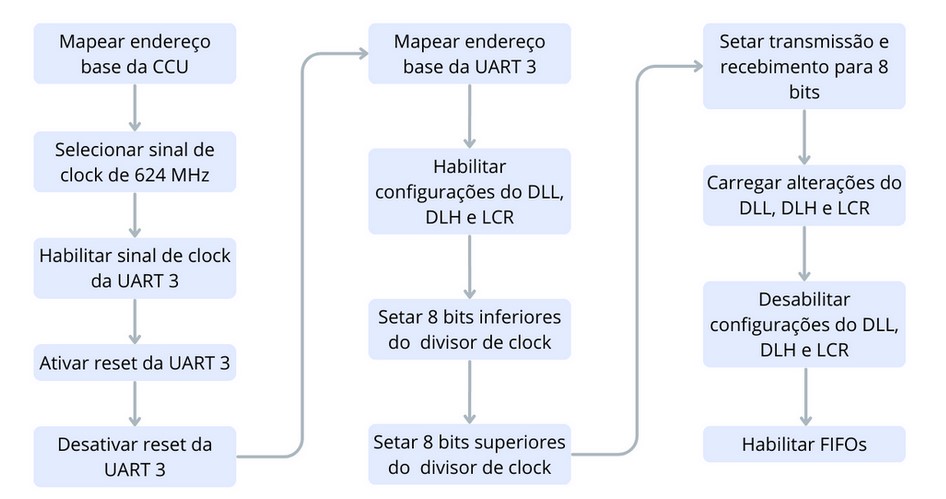 Mapear endereço
base da CCU
Selecionar sinal de
clock de 624 MHz
Habilitar sinal de clock
da UART 3
Ativar reset da UART 3
Desativar reset da
UART 3
Mapear endereço
base da UART 3
Habilitar
configurações do DLL,
DLH e LCR
Setar 8 bits inferiores
do divisor de clock
Setar 8 bits superiores
do divisor de clock
Setar transmissão e
recebimento para 8
bits
Carregar alterações do
DLL, DLH e LCR
Desabilitar
configurações do DLL,
DLH e LCR
Habilitar FIFOs